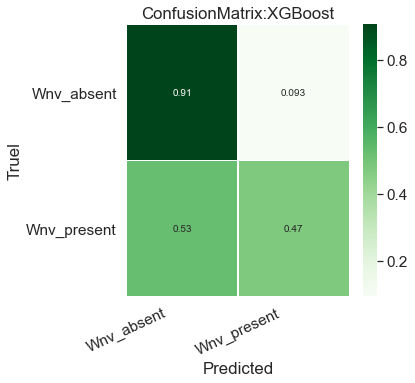 ConfusionMatrix:XGBoost
Wnv_absent
0.91
0.093
0.8
0.6
Truel
Wnv_present
0.53
0.47
0.4
0.2
Wnv_absent
Wnv_present
Predicted